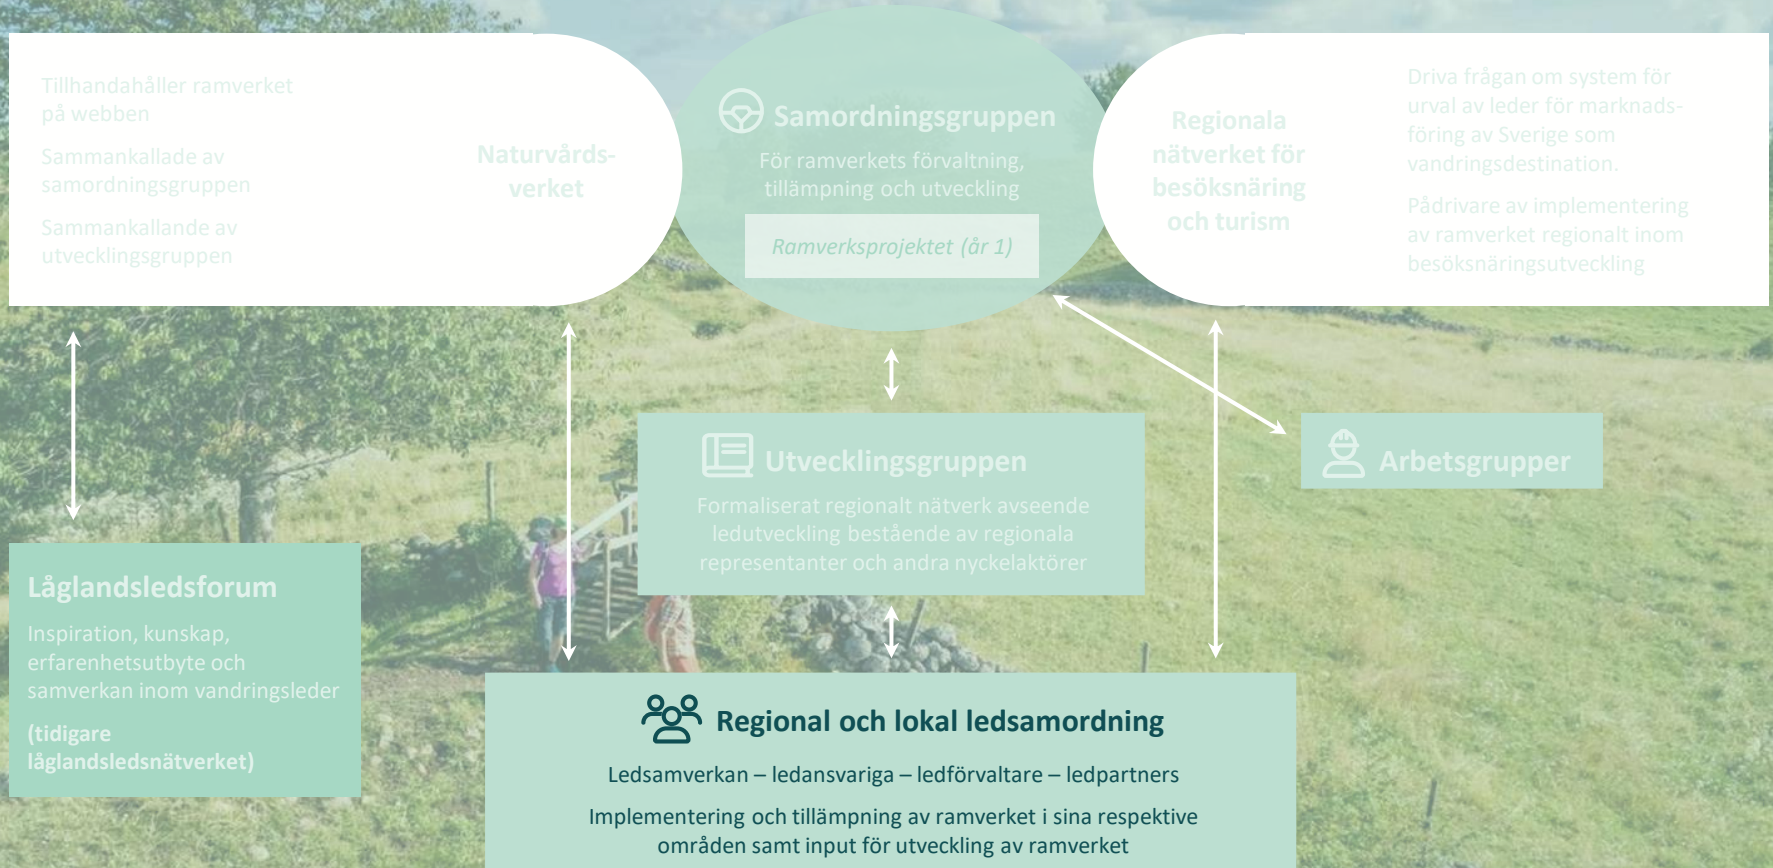 Tillhandahåller ramverket
på webben
Sammankallade av
samordningsgruppen
Sammankallande av
utvecklingsgruppen
Naturvårds-
verket
Samordningsgruppen
För ramverkets förvaltning,
tillämpning och utveckling
Ramverksprojektet (år 1)
Regionala
nätverket för
besöksnäring
och turism
Driva frågan om system för
urval av leder för marknads-
föring av Sverige som
vandringsdestination.
Pådrivare av implementering
av ramverket regionalt inom
besöksnäringsutveckling
Utvecklingsgruppen
Formaliserat regionalt nätverk avseende
ledutveckling bestående av regionala
representanter och andra nyckelaktörer
Arbetsgrupper
Låglandsledsforum
Inspiration, kunskap,
erfarenhetsutbyte och
samverkan inom vandringsleder
(tidigare
låglandsledsnätverket)
Regional och lokal ledsamordning
Ledsamverkan – ledansvariga – ledförvaltare – ledpartners
Implementering och tillämpning av ramverket i sina respektive
områden samt input för utveckling av ramverket